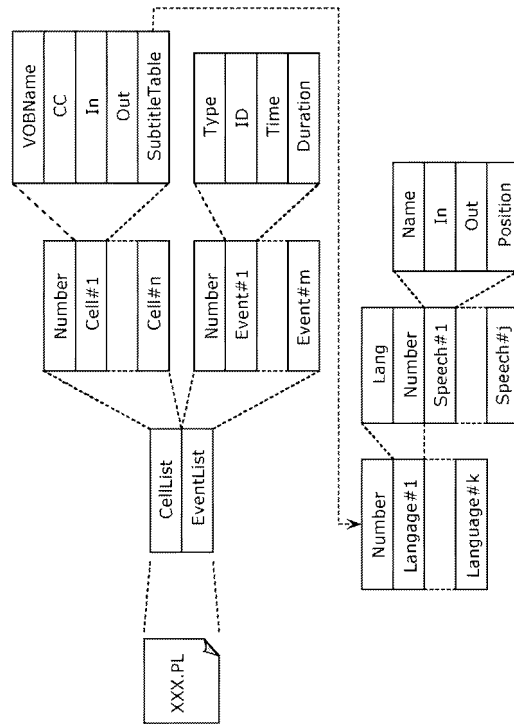 XXX.PL
CellList
EventList
Number
Cell#1
Cell#n
Number
Event#1
Event#m
VOBName
CC
In
Out
SubtitleTable
Type
ID
Time
Duration
Number
Langage#1
Language#k
Lang
Number
Speech#1
Speech#j
Name
In
Out
Position